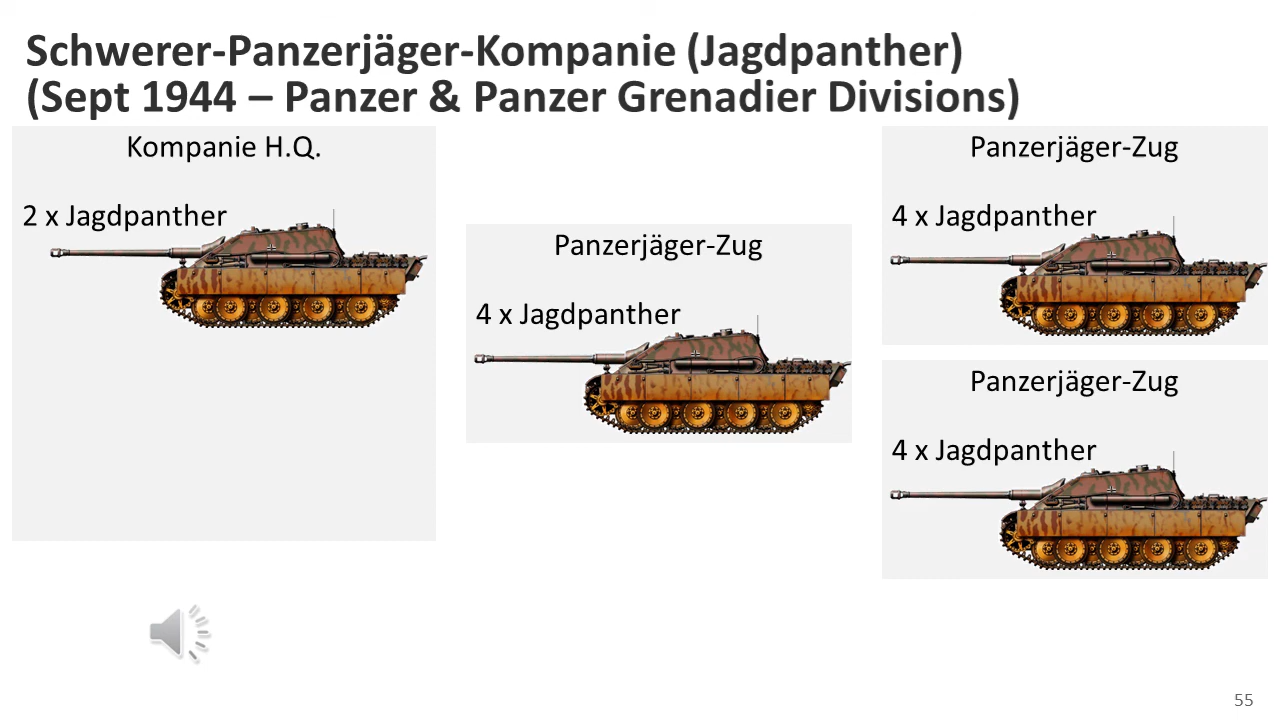 Schwerer-Panzerjäger-Kompanie (Jagdpanther)
(Sept 1944 – Panzer & Panzer Grenadier Divisions)
Kompanie H.Q.
2 x Jagdpanther
Panzerjäger-Zug
4 x Jagdpanther
Panzerjäger-Zug
4 x Jagdpanther
Panzerjäger-Zug
4 x Jagdpanther
55